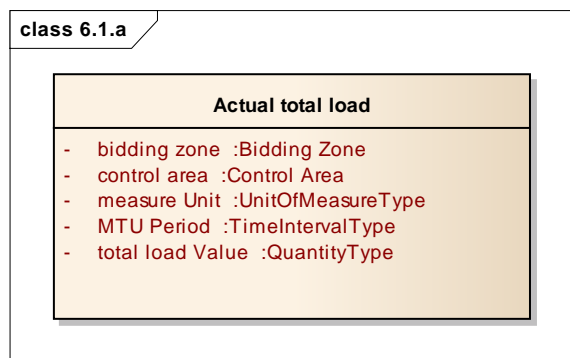 class 6.1.a
Actual total load
- bidding zone :Bidding Zone
- control area :Control Area
- measure Unit :UnitOfMeasureType
- MTU Period :TimeIntervalType
- total load Value :QuantityType